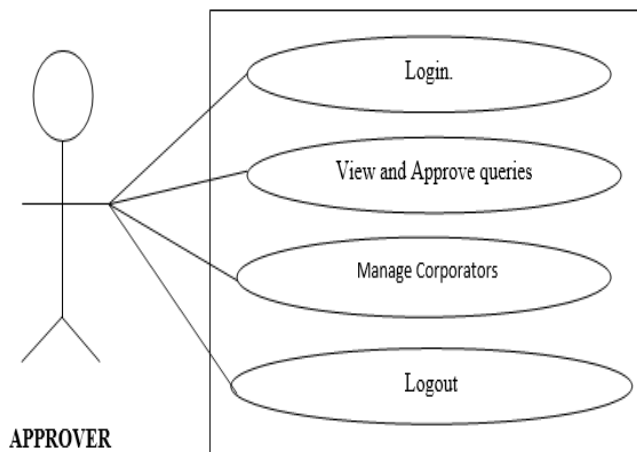 Login.
View and Approve queries
Manage Corporators
Logout
APPROVER